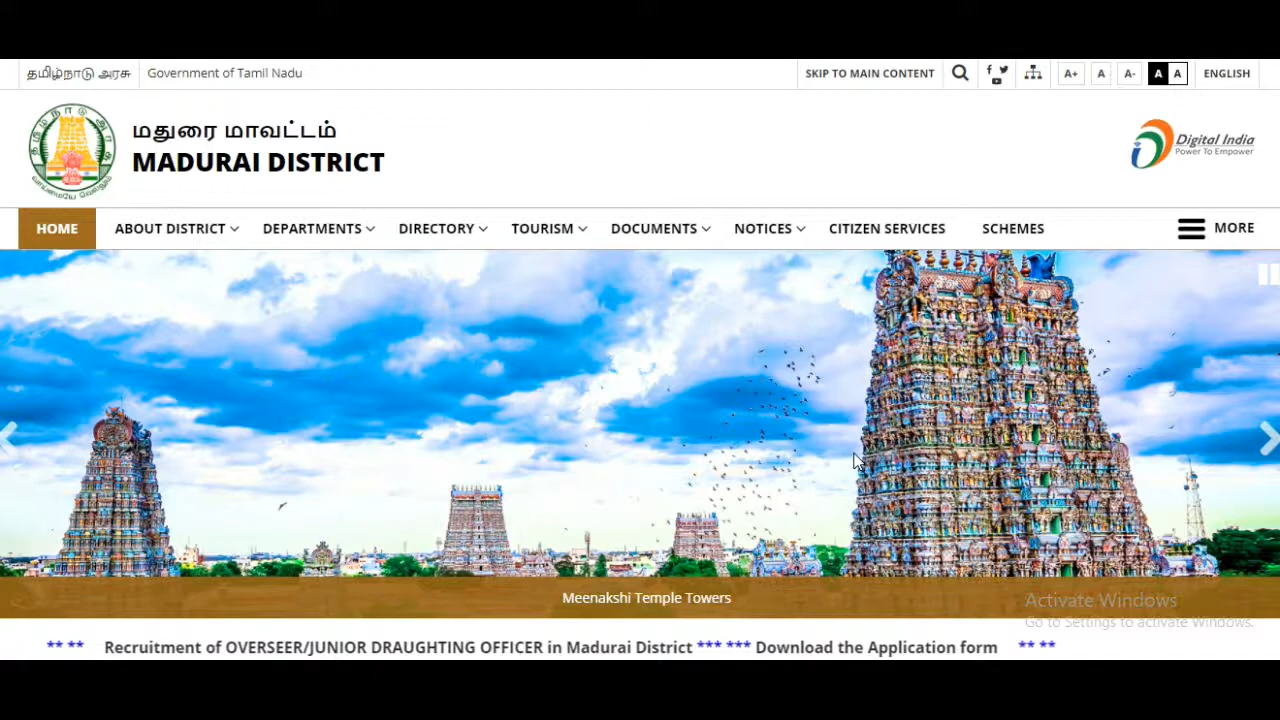 தமிழ்நாடு அரசு Government of Tamil Nadu SKIP TO MAIN CONTENT A+ A A- A A ENGLISH
மதுரை மாவட்டம்
MADURAI DISTRICT
Digital India
Power To Empower
HOME ABOUT DISTRICT DEPARTMENTS DIRECTORY TOURISM DOCUMENTS NOTICES CITIZEN SERVICES SCHEMES MORE
Meenakshi Temple Towers
Activate Windows
Go to Settings to activate Windows.
** ** Recruitment of OVERSEER/JUNIOR DRAUGHTING OFFICER in Madurai District *** *** Download the Application form ** **